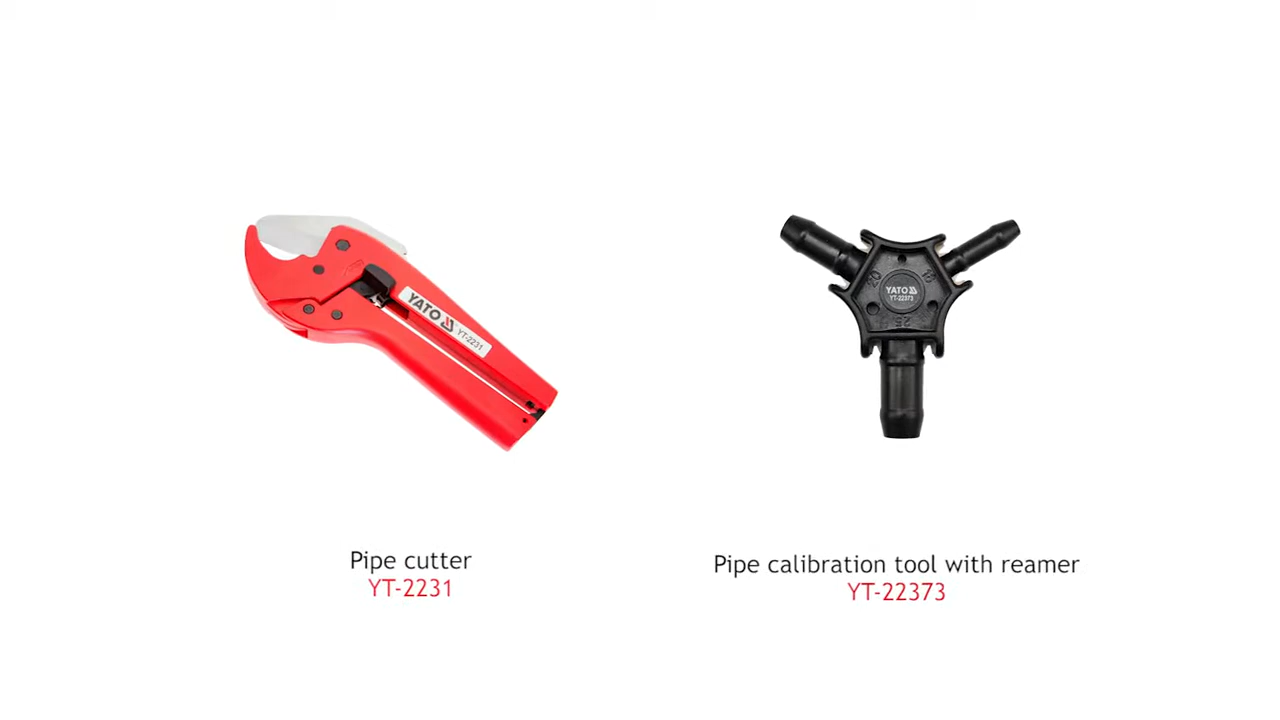 YATO YT-2231
YATO
YT-22373
20
16
25
Pipe cutter
YT-2231
Pipe calibration tool with reamer
YT-22373